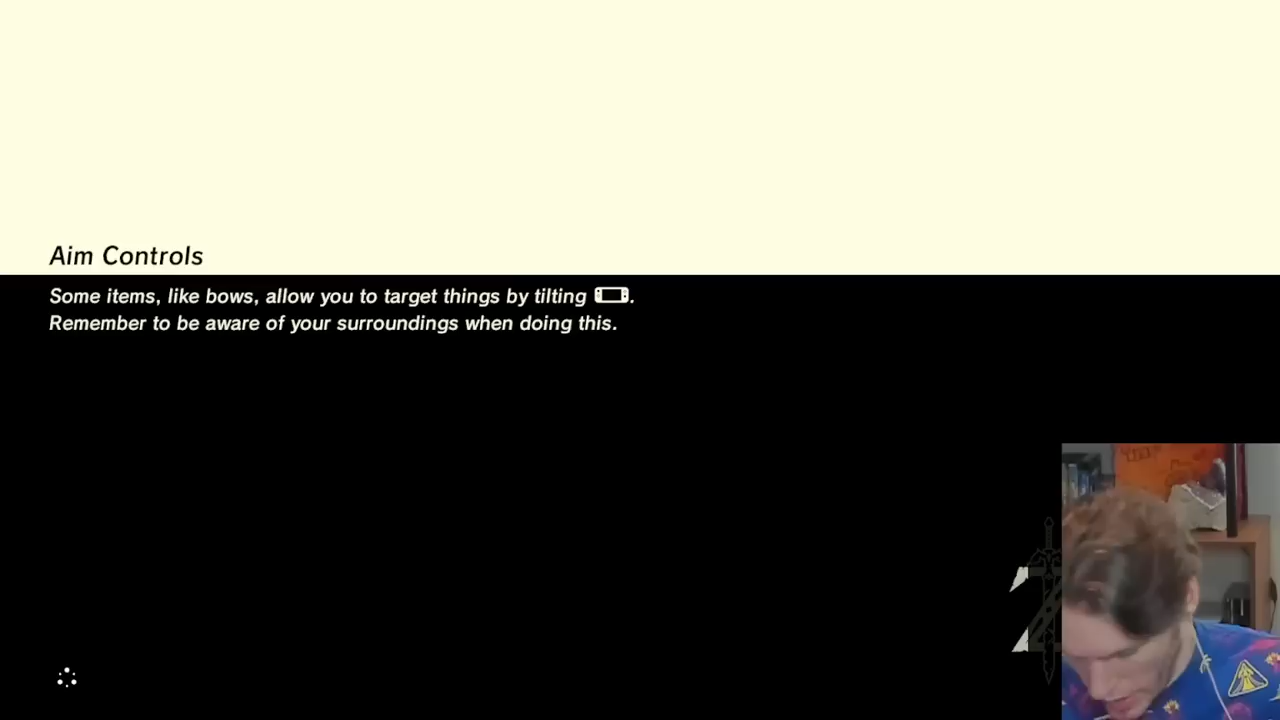 Aim Controls
Some items, like bows, allow you to target things by tilting .
Remember to be aware of your surroundings when doing this.
Z